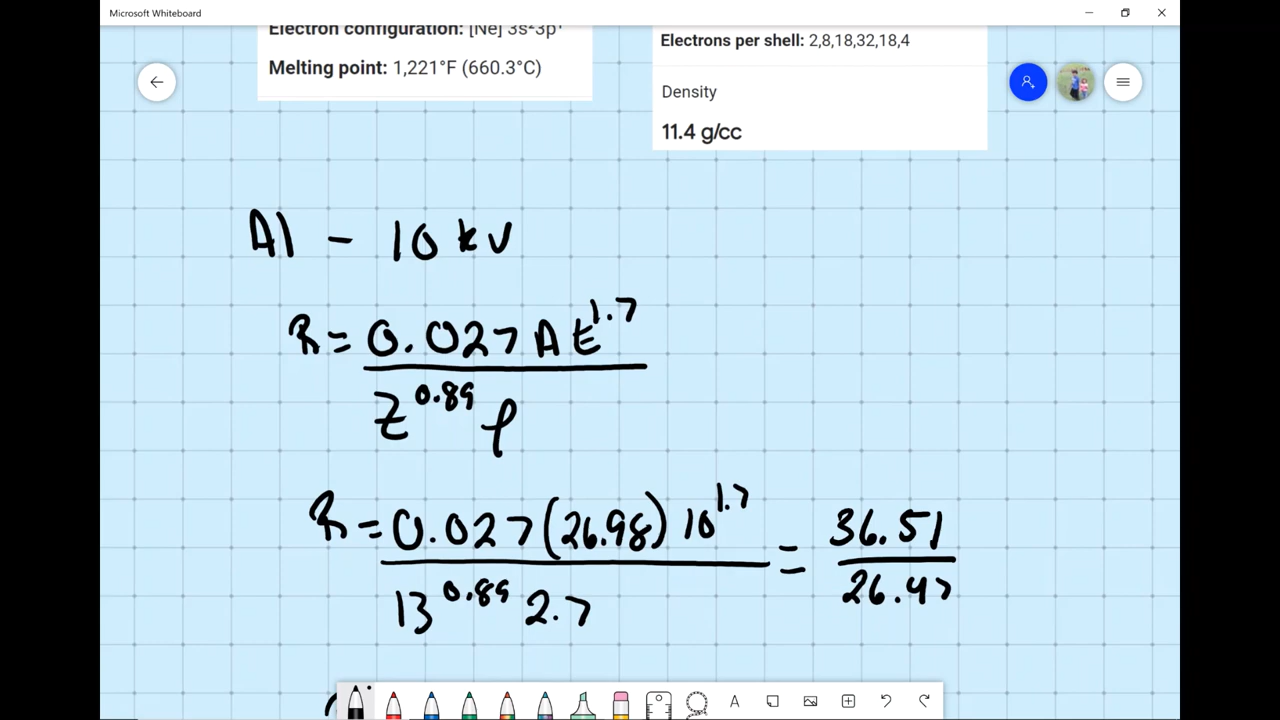 Microsoft Whiteboard
Electron configuration: [Ne] 3s²3p¹
Melting point: 1,221°F (660.3°C)
Electrons per shell: 2,8,18,32,18,4
Density
11.4 g/cc
Al - 10 kv
R = 0.027 A E^1.7
Z^0.89 ρ
R = 0.027 (26.98) 10^1.7 = 36.51
13^0.89 2.7 26.47
A